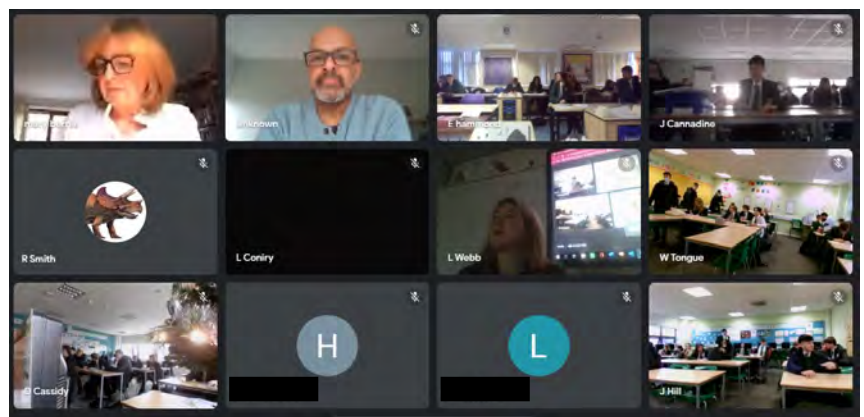 unknown
E hammond
J Cannadine
R Smith
L Coniry
L Webb
W Tongue
D Cassidy
H
L
J Hill